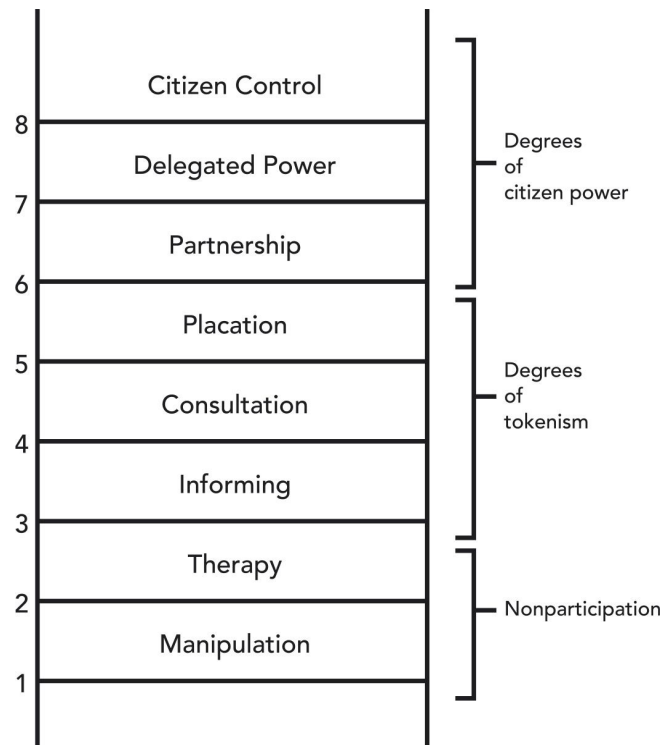 Citizen Control
8
Delegated Power
7
Partnership
6
Placation
5
Consultation
4
Informing
3
Therapy
2
Manipulation
1
Degrees
of
citizen power
Degrees
of
tokenism
Nonparticipation